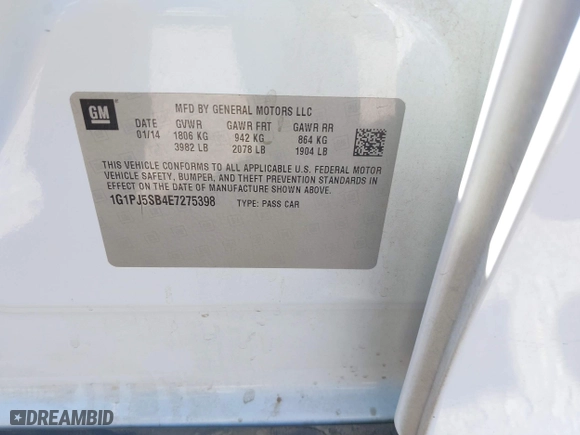 GM
MFD BY GENERAL MOTORS LLC
DATE GVWR GAWR FRT GAWR RR
01/14 1806 KG 942 KG 864 KG
3982 LB 2078 LB 1904 LB
THIS VEHICLE CONFORMS TO ALL APPLICABLE U.S. FEDERAL MOTOR
VEHICLE SAFETY, BUMPER, AND THEFT PREVENTION STANDARDS
IN EFFECT ON THE DATE OF MANUFACTURE SHOWN ABOVE.
1G1PJ5SB4E7275398 TYPE: PASS CAR
DREAMBID